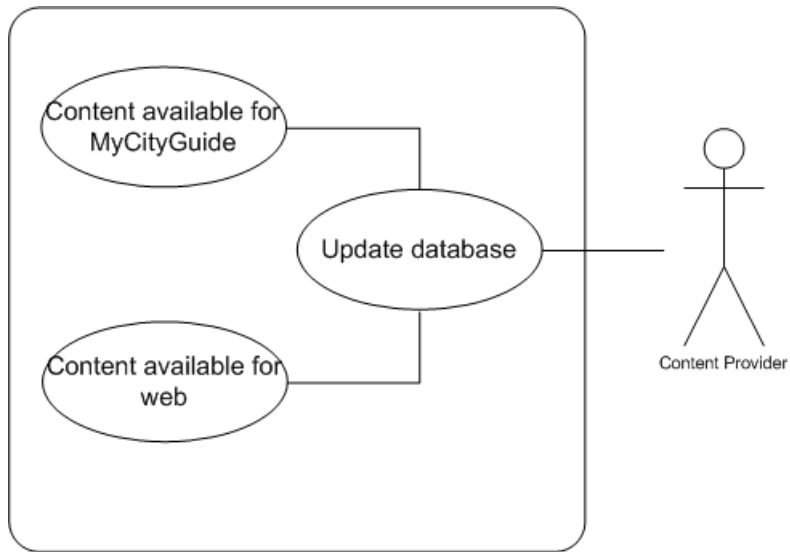 Content available for
MyCityGuide
Update database
Content available for
web
Content Provider